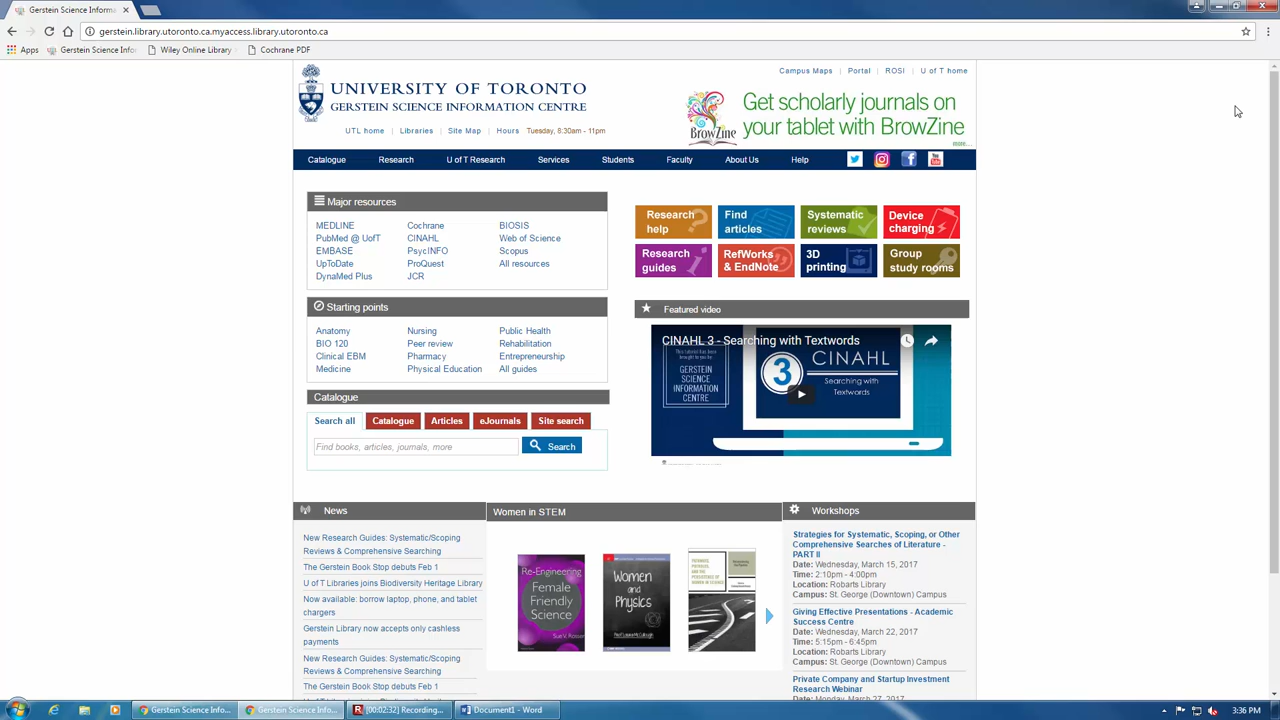 Gerstein Science Informa
gerstein.library.utoronto.ca.myaccess.library.utoronto.ca
Apps
Gerstein Science Info
Wiley Online Library
Cochrane PDF
UNIVERSITY OF TORONTO
GERSTEIN SCIENCE INFORMATION CENTRE
Campus Maps | Portal | ROSI | U of T home
BrowZine
Get scholarly journals on
your tablet with BrowZine
more...
UTL home | Libraries | Site Map | Hours Tuesday, 8:30am - 11pm
Catalogue Research U of T Research Services Students Faculty About Us Help
Major resources
MEDLINE Cochrane BIOSIS
PubMed @ UofT CINAHL Web of Science
EMBASE PsycINFO Scopus
UpToDate ProQuest All resources
DynaMed Plus JCR
Starting points
Anatomy Nursing Public Health
BIO 120 Peer review Rehabilitation
Clinical EBM Pharmacy Entrepreneurship
Medicine Physical Education All guides
Catalogue
Search all Catalogue Articles eJournals Site search
Find books, articles, journals, more
Search
Research
help
Find
articles
Systematic
reviews
Device
charging
Research
guides
RefWorks
& EndNote
3D
printing
Group
study rooms
Featured video
CINAHL 3 - Searching with Textwords
GERSTEIN
SCIENCE
INFORMATION
CENTRE
3
CINAHL
Searching with
Textwords
News
New Research Guides: Systematic/Scoping
Reviews & Comprehensive Searching
The Gerstein Book Stop debuts Feb 1
U of T Libraries joins Biodiversity Heritage Library
Now available: borrow laptop, phone, and tablet
chargers
Gerstein Library now accepts only cashless
payments
New Research Guides: Systematic/Scoping
Reviews & Comprehensive Searching
The Gerstein Book Stop debuts Feb 1
Women in STEM
Re-Engineering
Female
Friendly
Science
Sue V. Rosser
Women
and
Physics
Workshops
Strategies for Systematic, Scoping, or Other
Comprehensive Searches of Literature -
PART II
Date: Wednesday, March 15, 2017
Time: 2:10pm - 4:00pm
Location: Robarts Library
Campus: St. George (Downtown) Campus
Giving Effective Presentations - Academic
Success Centre
Date: Wednesday, March 22, 2017
Time: 5:15pm - 6:45pm
Location: Robarts Library
Campus: St. George (Downtown) Campus
Private Company and Startup Investment
Research Webinar
Date: Monday, March 27, 2017
Gerstein Science Info...
Gerstein Science Info...
[00:02:32] Recording...
Document1 - Word
3:36 PM